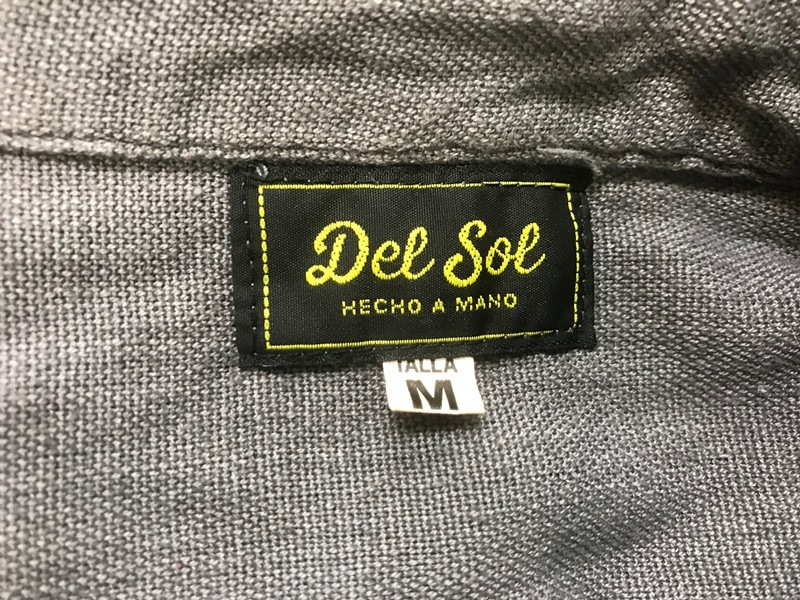 Del Sol
HECHO A MANO
TALLA
M